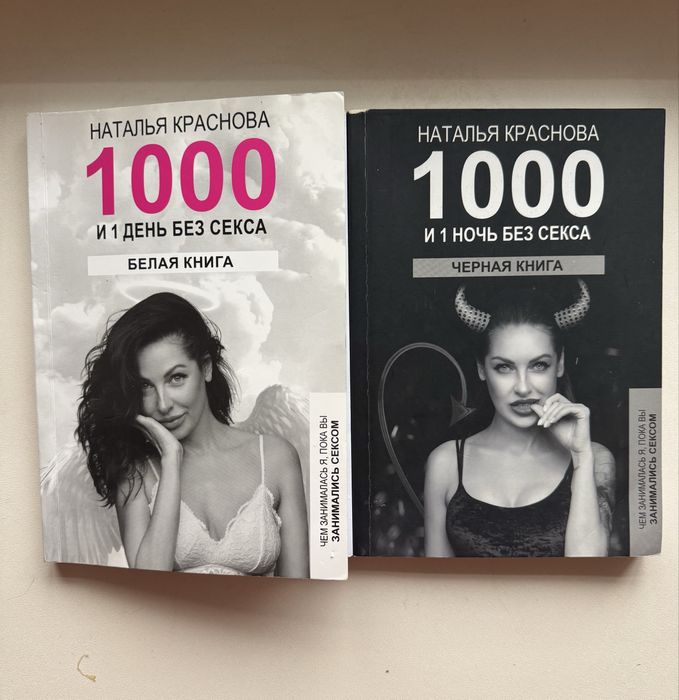 НАТАЛЬЯ КРАСНОВА
1000
И 1 ДЕНЬ БЕЗ СЕКСА
БЕЛАЯ КНИГА
ЧЕМ ЗАНИМАЛАСЬ Я, ПОКА ВЫ
ЗАНИМАЛИСЬ СЕКСОМ
НАТАЛЬЯ КРАСНОВА
1000
И 1 НОЧЬ БЕЗ СЕКСА
ЧЕРНАЯ КНИГА
ЧЕМ ЗАНИМАЛАСЬ Я, ПОКА ВЫ
ЗАНИМАЛИСЬ СЕКСОМ